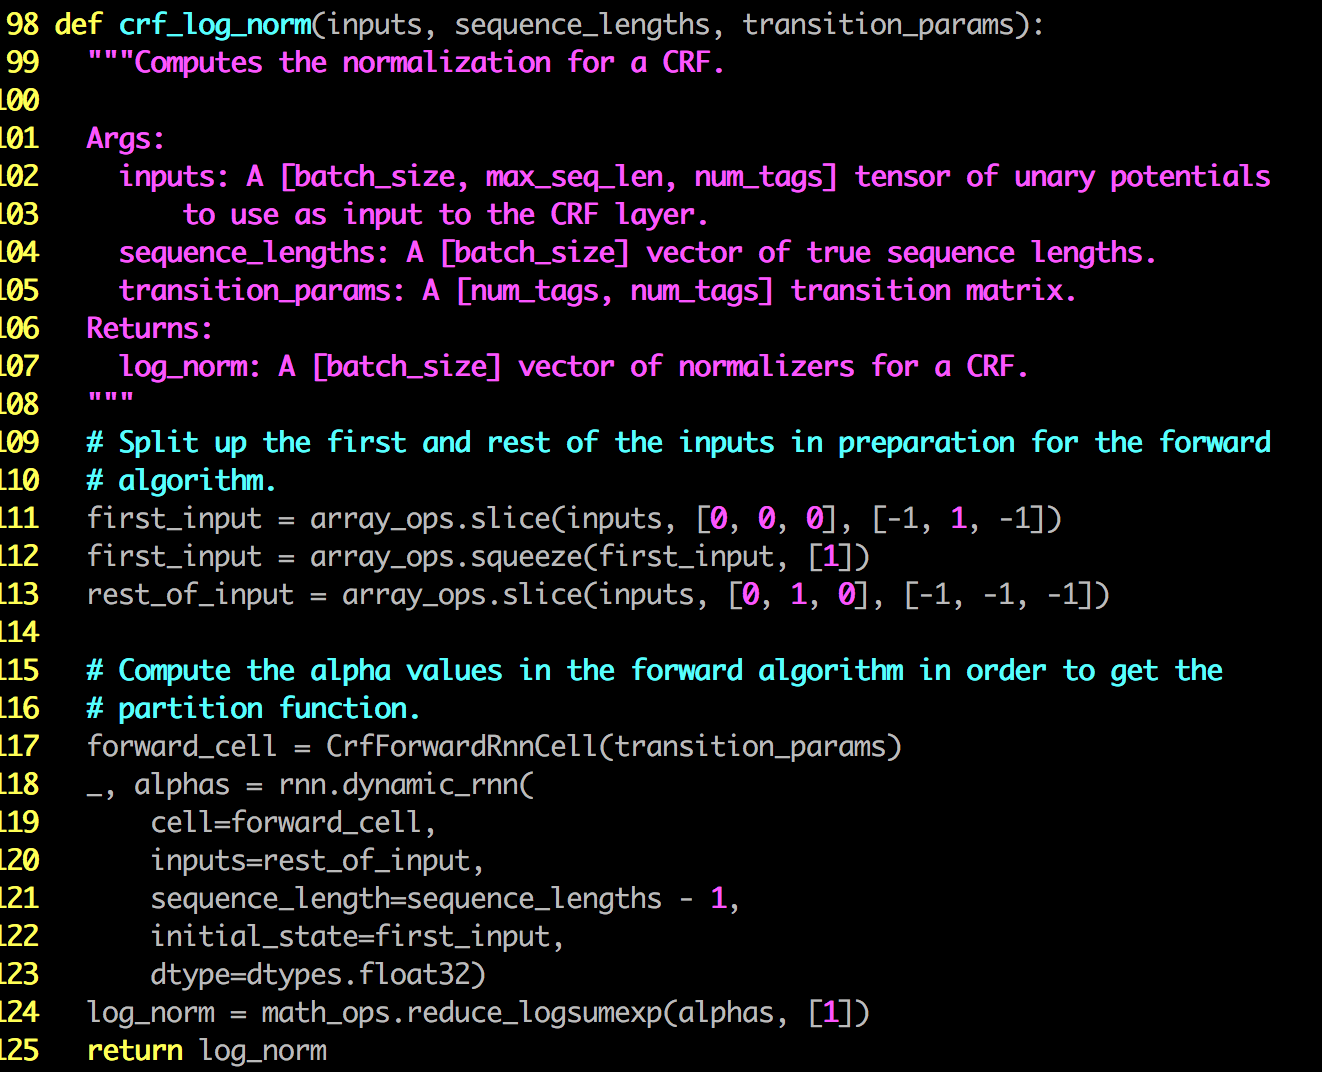 98 def crf_log_norm(inputs, sequence_lengths, transition_params):
99   """Computes the normalization for a CRF.
100
101   Args:
102     inputs: A [batch_size, max_seq_len, num_tags] tensor of unary potentials
103         to use as input to the CRF layer.
104     sequence_lengths: A [batch_size] vector of true sequence lengths.
105     transition_params: A [num_tags, num_tags] transition matrix.
106   Returns:
107     log_norm: A [batch_size] vector of normalizers for a CRF.
108   """
109   # Split up the first and rest of the inputs in preparation for the forward
110   # algorithm.
111   first_input = array_ops.slice(inputs, [0, 0, 0], [-1, 1, -1])
112   first_input = array_ops.squeeze(first_input, [1])
113   rest_of_input = array_ops.slice(inputs, [0, 1, 0], [-1, -1, -1])
114
115   # Compute the alpha values in the forward algorithm in order to get the
116   # partition function.
117   forward_cell = CrfForwardRnnCell(transition_params)
118   _, alphas = rnn.dynamic_rnn(
119       cell=forward_cell,
120       inputs=rest_of_input,
121       sequence_length=sequence_lengths - 1,
122       initial_state=first_input,
123       dtype=dtypes.float32)
124   log_norm = math_ops.reduce_logsumexp(alphas, [1])
125   return log_norm